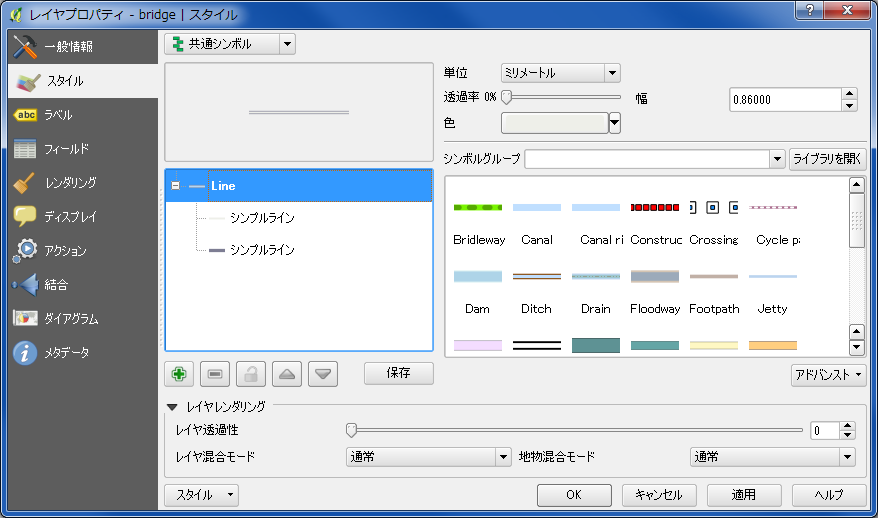 レイヤプロパティ - bridge | スタイル
一般情報
スタイル
abc ラベル
フィールド
レンダリング
ディスプレイ
アクション
結合
ダイアグラム
メタデータ
共通シンボル
単位 ミリメートル
透過率 0% 幅 0.86000
色
シンボルグループ ライブラリを開く
Line
シンプルライン
シンプルライン
Bridleway Canal Canal ri Construc Crossing Cycle pa
Dam Ditch Drain Floodway Footpath Jetty
保存
アドバンスト
レイヤレンダリング
レイヤ透過性 0
レイヤ混合モード 通常 地物混合モード 通常
スタイル OK キャンセル 適用 ヘルプ